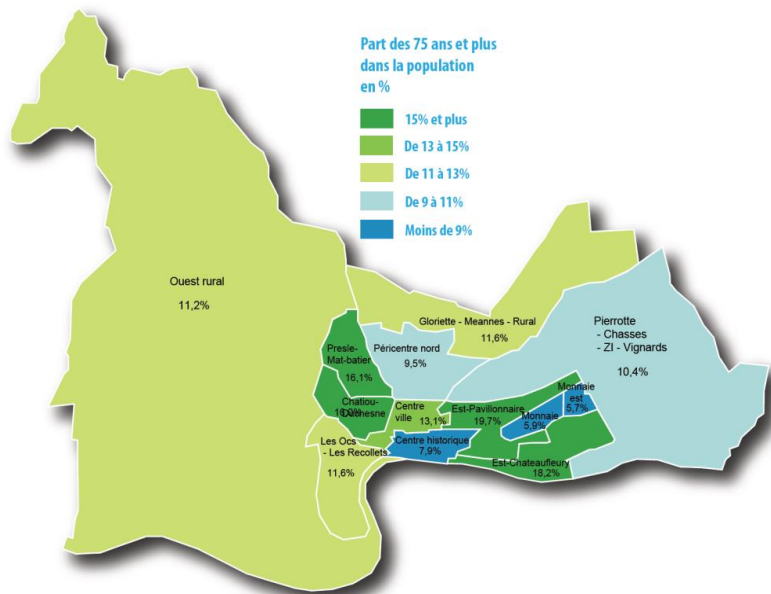 Part des 75 ans et plus
dans la population
en %
15% et plus
De 13 à 15%
De 11 à 13%
De 9 à 11%
Moins de 9%
Ouest rural
11,2%
Gloriette - Meannes - Rural
11,6%
Pierrotte
- Chasses
- ZI - Vignards
10,4%
Presle-
Mat-batier
16,1%
Péricentre nord
9,5%
Chatiou-
Duchesne
Centre
ville
13,1%
Est-Pavillonnaire
19,7%
Monnaie
est
5,7%
Monnaie
5,9%
Les Ocs
- Les Recollets
11,6%
Centre historique
7,9%
Est-Chateaufleury
18,2%